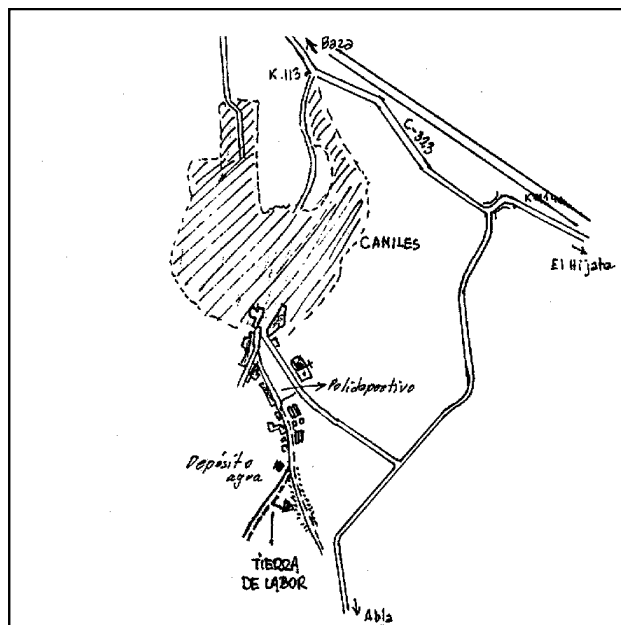 Baza
K.113
C-323
CANILES
El Hijate
Polideportivo
Depósito
agua
TIERRA
DE LABOR
Abla